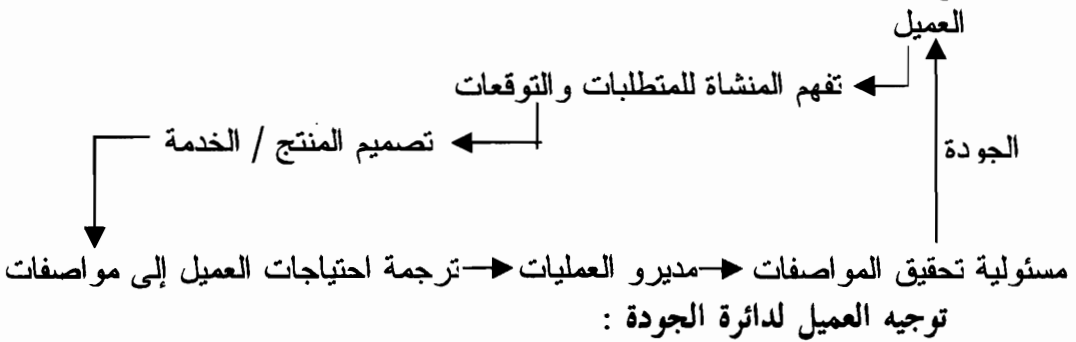 العميل
تفهم المنشاة للمتطلبات والتوقعات
تصميم المنتج / الخدمة
الجودة
مسئولية تحقيق المواصفات مديرو العمليات ترجمة احتياجات العميل إلى مواصفات
توجيه العميل لدائرة الجودة :